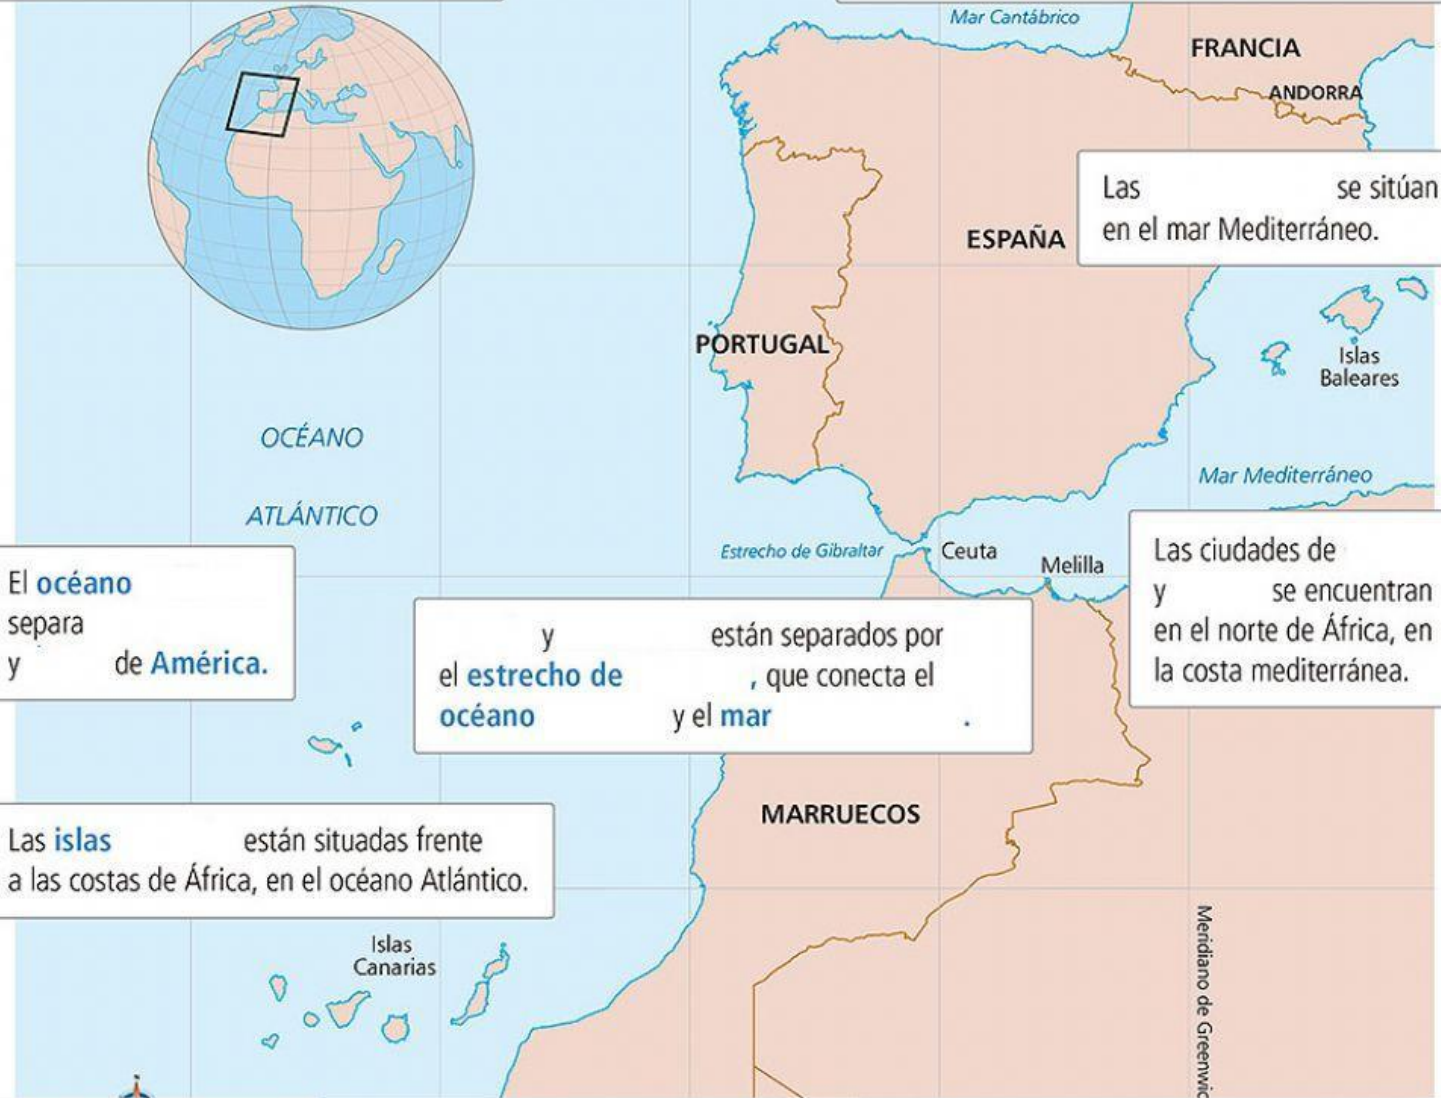 Mar Cantábrico
FRANCIA
ANDORRA
Las se sitúan
en el mar Mediterráneo.
ESPAÑA
PORTUGAL
Islas
Baleares
OCÉANO
ATLÁNTICO
Mar Mediterráneo
Estrecho de Gibraltar
Ceuta
Melilla
Las ciudades de
y se encuentran
en el norte de África, en
la costa mediterránea.
El océano
separa
y de América.
y están separados por
el estrecho de , que conecta el
océano y el mar .
MARRUECOS
Las islas están situadas frente
a las costas de África, en el océano Atlántico.
Islas
Canarias
Meridiano de Greenwic
N